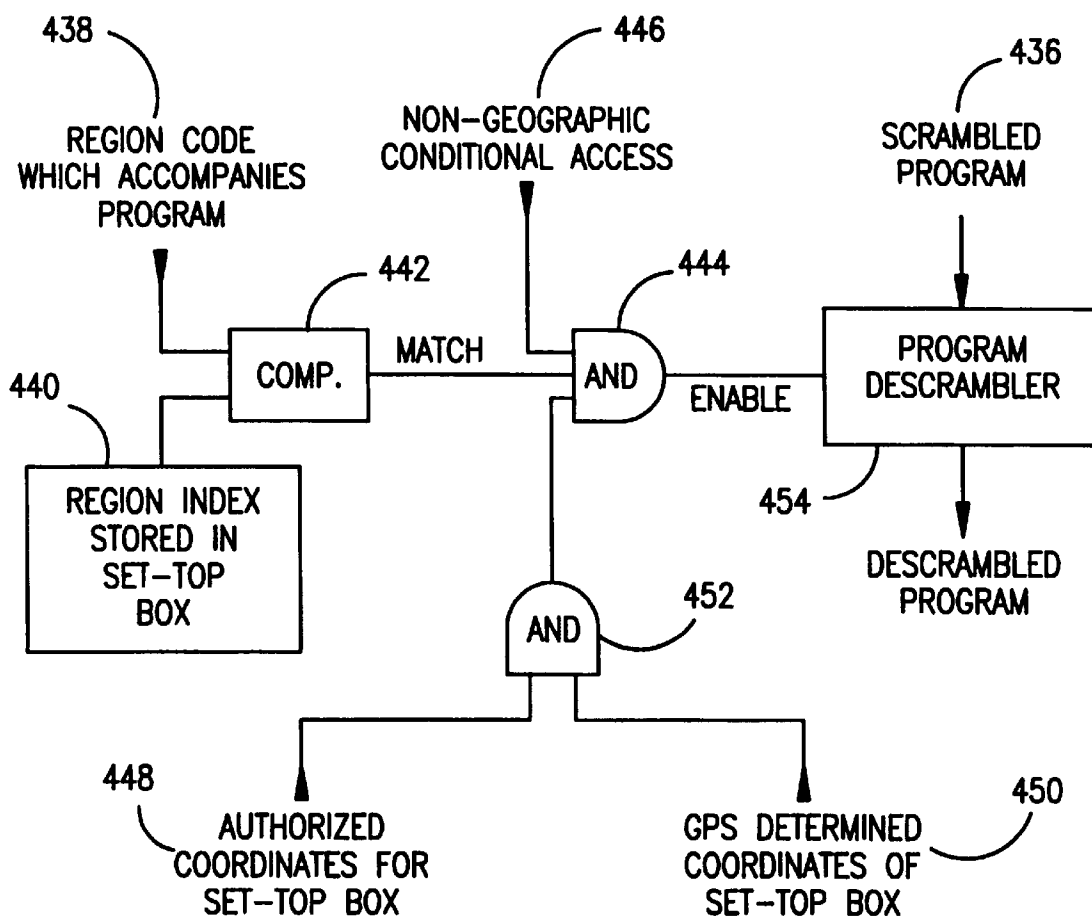 438
REGION CODE
WHICH ACCOMPANIES
PROGRAM
446
NON-GEOGRAPHIC
CONDITIONAL ACCESS
436
SCRAMBLED
PROGRAM
442
COMP.
MATCH
444
AND
ENABLE
PROGRAM
DESCRAMBLER
454
DESCRAMBLED
PROGRAM
440
REGION INDEX
STORED IN
SET-TOP
BOX
AND
452
448
AUTHORIZED
COORDINATES FOR
SET-TOP BOX
450
GPS DETERMINED
COORDINATES OF
SET-TOP BOX